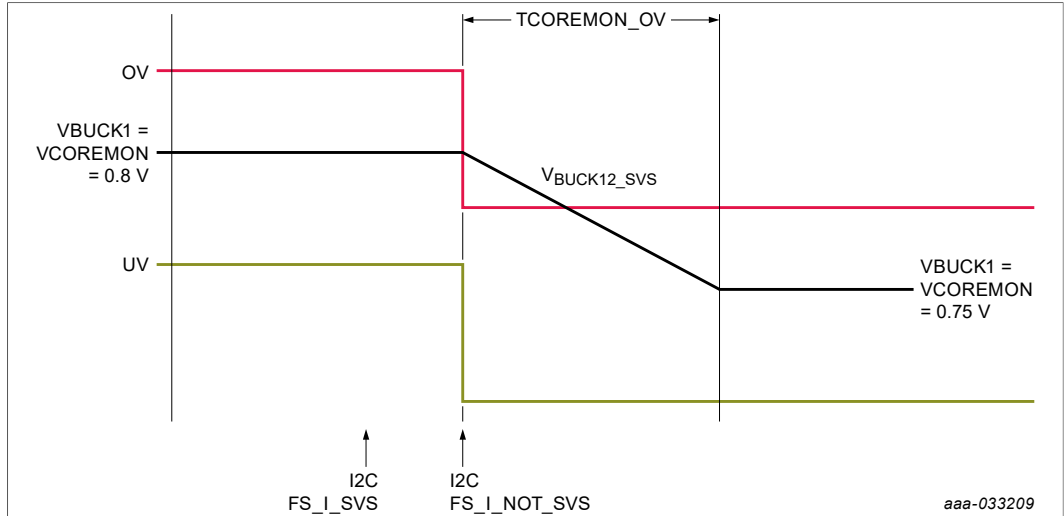 TCOREMON_OV
OV
VBUCK1 =
VCOREMON
= 0.8 V
VBUCK12_SVS
UV
VBUCK1 =
VCOREMON
= 0.75 V
I2C
FS_I_SVS
I2C
FS_I_NOT_SVS
aaa-033209